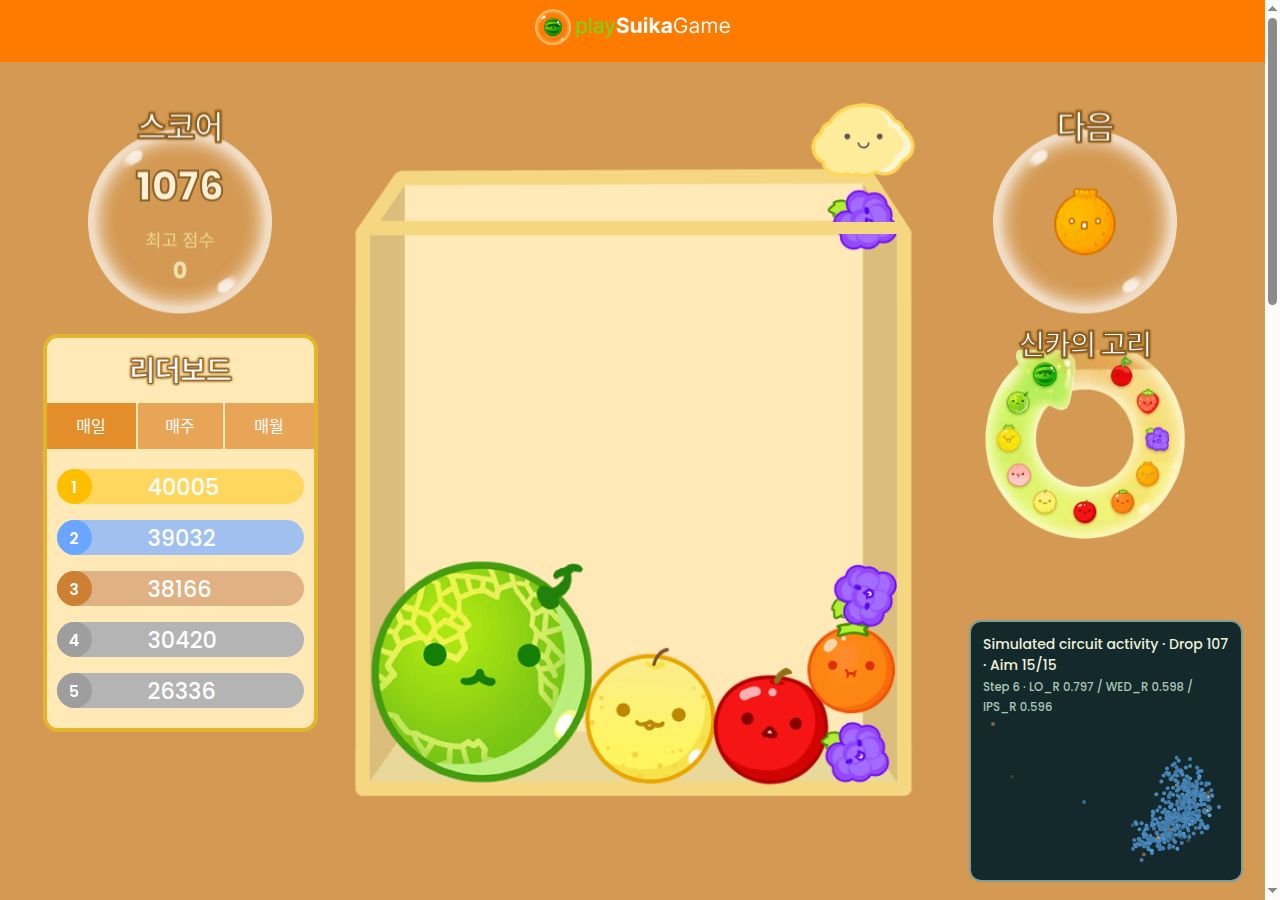 playSuikaGame
스코어
1076
최고 점수
0
다음
리더보드
매일 매주 매월
1 40005
2 39032
3 38166
4 30420
5 26336
신카의 고리
Simulated circuit activity · Drop 107
· Aim 15/15
Step 6 · LO_R 0.797 / WED_R 0.598 /
IPS_R 0.596